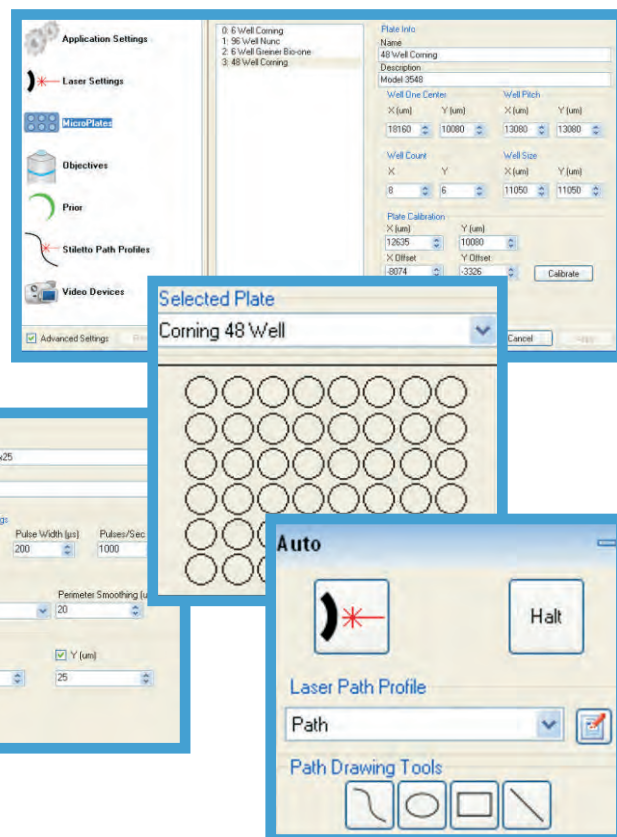 Application Settings
Laser Settings
MicroPlates
Objectives
Prior
Stiletto Path Profiles
Video Devices
Advanced Settings
0: 6 Well Corning
1: 96 Well Nunc
2: 6 Well Greiner Bio-one
3: 48 Well Corning
Plate Info
Name
48 Well Corning
Description
Model 3548
Well One Center Well Pitch
X (um) Y (um) X (um) Y (um)
18160 10080 13080 13080
Well Count Well Size
X Y X (um) Y (um)
8 6 11050 11050
Plate Calibration
X (um) Y (um)
12635 10080
X Offset Y Offset
-8074 -3326 Calibrate
Cancel Apply
Selected Plate
Corning 48 Well
x25
Pulse Width (µs) Pulses/Sec
200 1000
Perimeter Smoothing (u
20
Y (um)
25
Auto
Halt
Laser Path Profile
Path
Path Drawing Tools